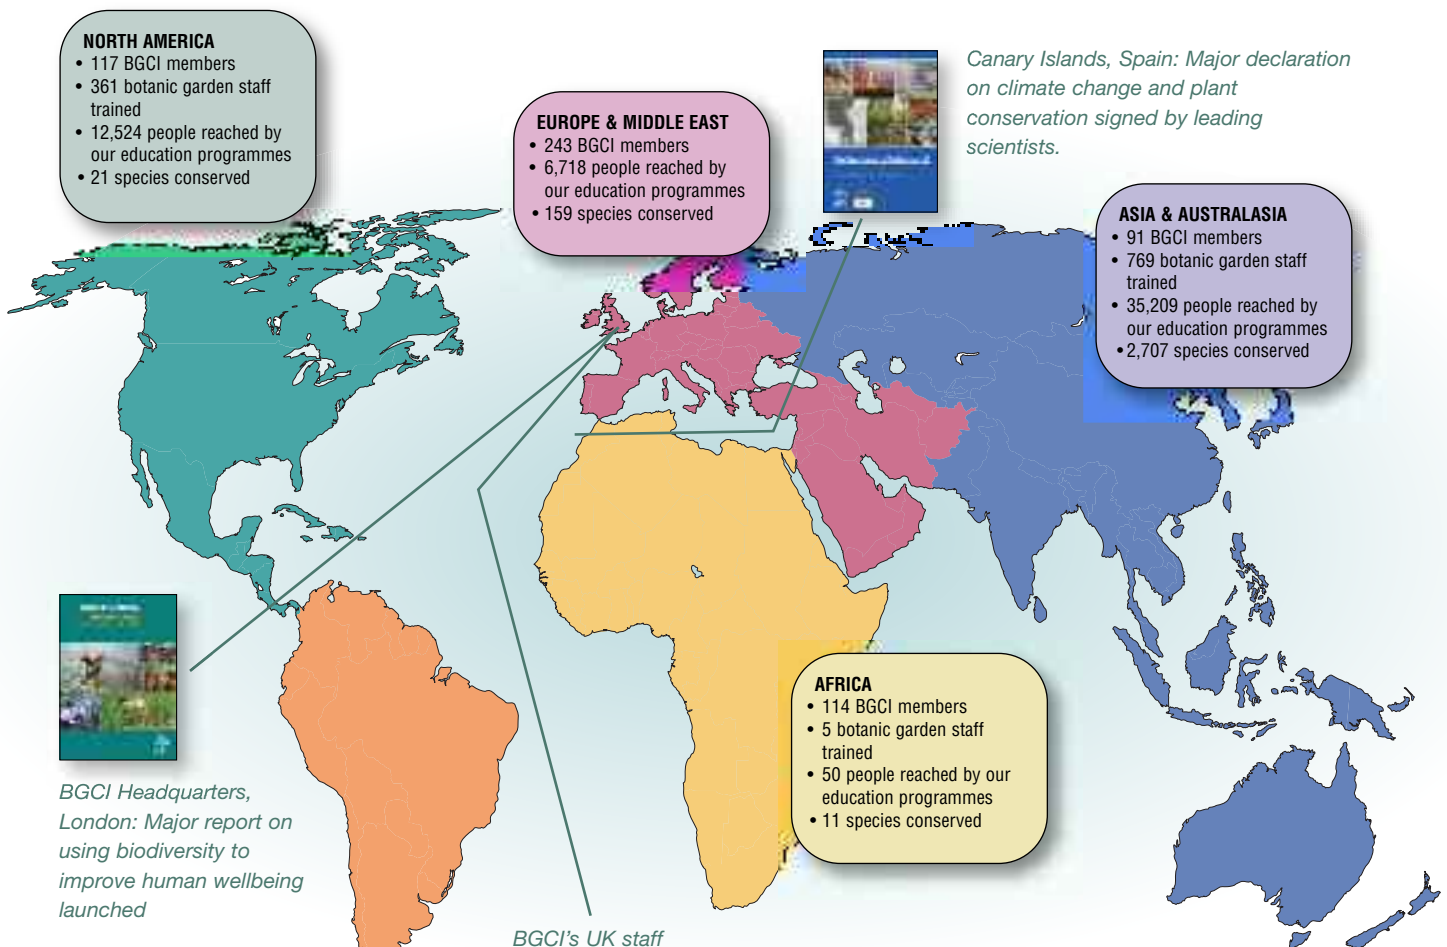 NORTH AMERICA
• 117 BGCI members
• 361 botanic garden staff
trained
• 12,524 people reached by
our education programmes
• 21 species conserved
EUROPE & MIDDLE EAST
• 243 BGCI members
• 6,718 people reached by
our education programmes
• 159 species conserved
Canary Islands, Spain: Major declaration
on climate change and plant
conservation signed by leading
scientists.
ASIA & AUSTRALASIA
• 91 BGCI members
• 769 botanic garden staff
trained
• 35,209 people reached by
our education programmes
• 2,707 species conserved
AFRICA
• 114 BGCI members
• 5 botanic garden staff
trained
• 50 people reached by our
education programmes
• 11 species conserved
BGCI Headquarters,
London: Major report on
using biodiversity to
improve human wellbeing
launched
BGCI's UK staff